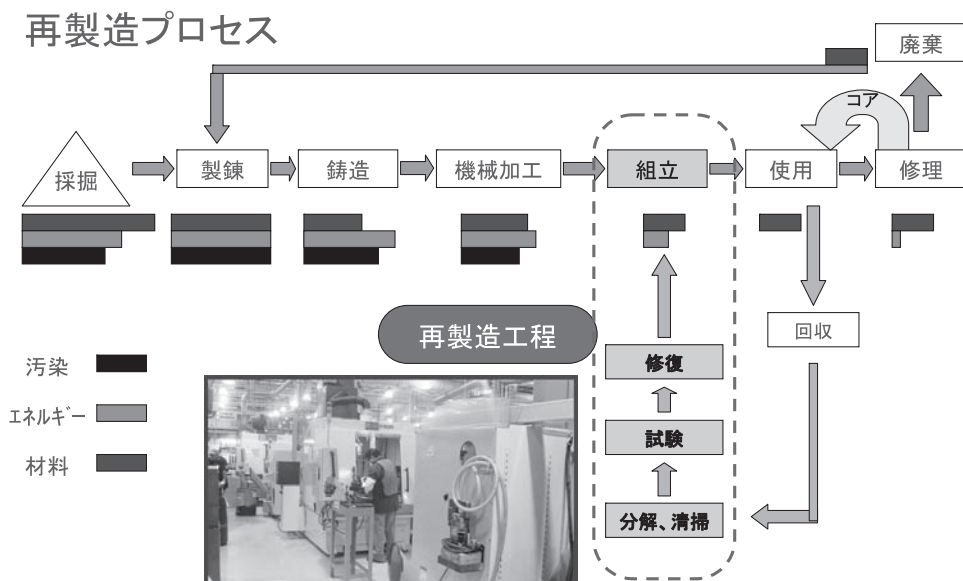 再製造プロセス
廃棄
コア
採掘
製錬
鋳造
機械加工
組立
使用
修理
再製造工程
回収
修復
汚染
エネルギー
試験
材料
分解、清掃